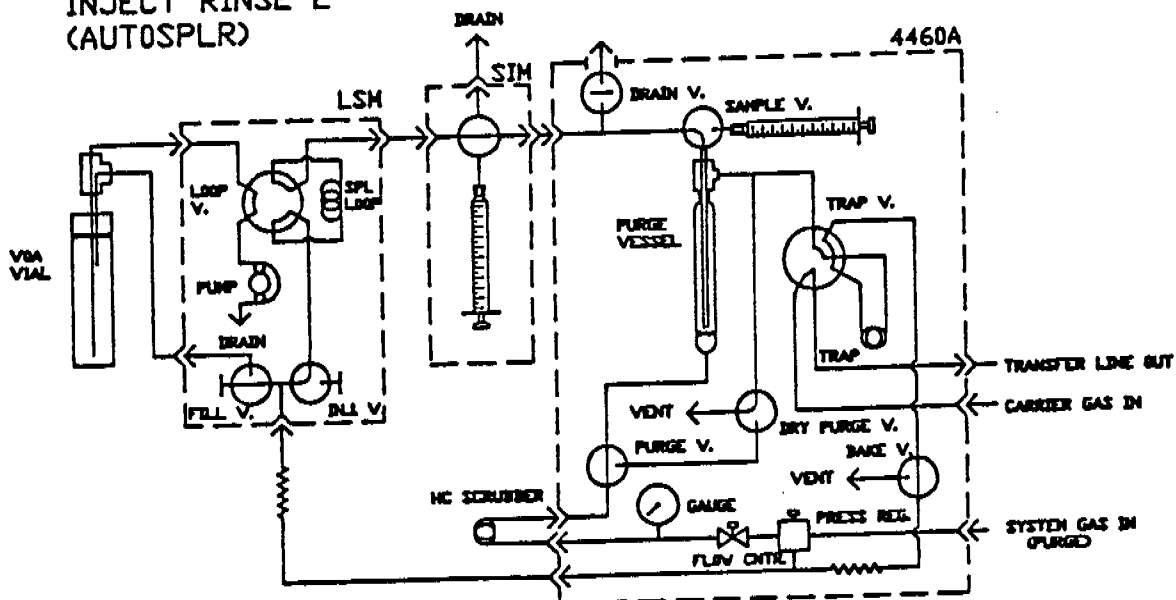 INJECT RINSE 2
(AUTOSPLR)
DRAIN
4460A
SIM
LSM
DRAIN V.
SAMPLE V.
LOOP
V.
SPL
LOOP
PURGE
VESSEL
TRAP V.
VOA
VIAL
PUMP
DRAIN
TRAP
TRANSFER LINE OUT
FILL V.
INJ. V.
CARRIER GAS IN
VENT
DRY PURGE V.
PURGE V.
BAKE V.
VENT
HC SCRUBBER
GAUGE
PRESS REG.
SYSTEM GAS IN
(PURGE)
FLOW CNTR.